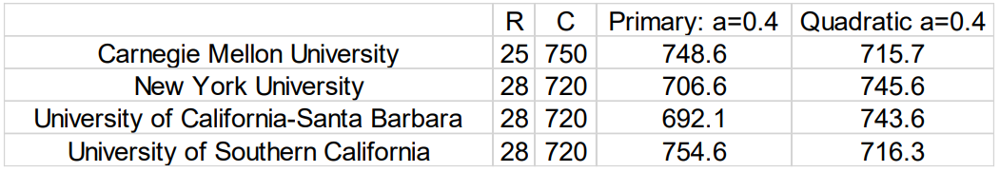 R C Primary: a=0.4 Quadratic a=0.4
Carnegie Mellon University 25 750 748.6 715.7
New York University 28 720 706.6 745.6
University of California-Santa Barbara 28 720 692.1 743.6
University of Southern California 28 720 754.6 716.3